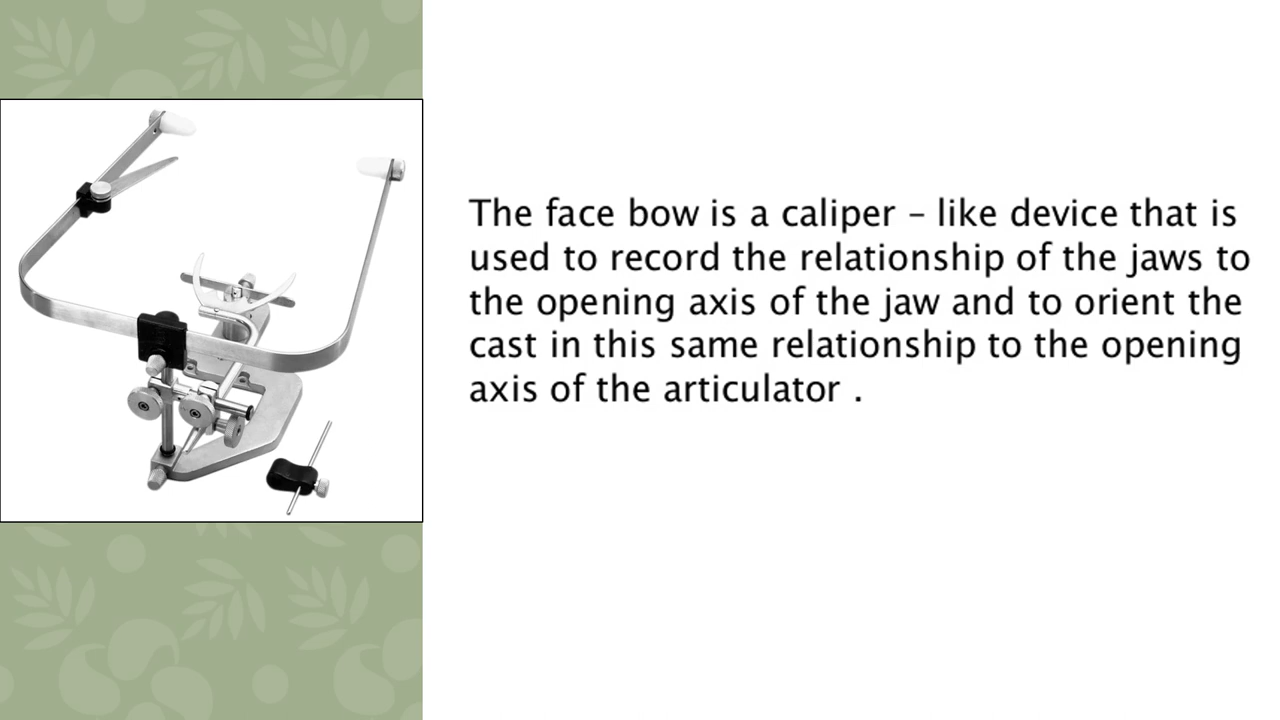 The face bow is a caliper – like device that is
used to record the relationship of the jaws to
the opening axis of the jaw and to orient the
cast in this same relationship to the opening
axis of the articulator .